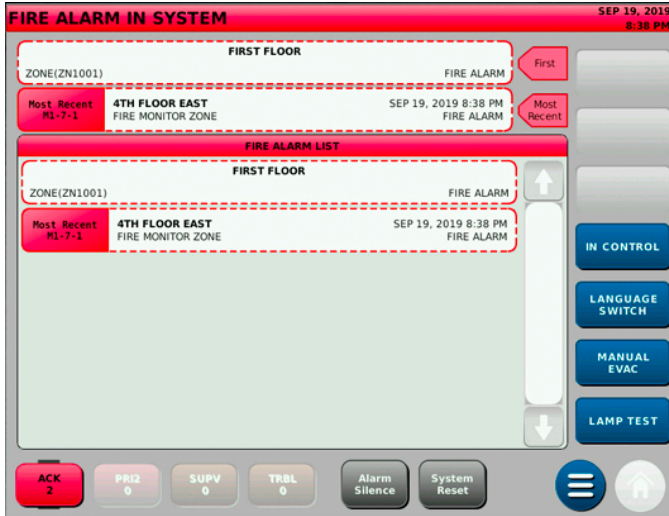 FIRE ALARM IN SYSTEM
SEP 19, 2019
8:38 PM
FIRST FLOOR
ZONE(ZN1001) FIRE ALARM
First
Most Recent 4TH FLOOR EAST SEP 19, 2019 8:38 PM
M1-7-1 FIRE MONITOR ZONE FIRE ALARM
Most
Recent
FIRE ALARM LIST
FIRST FLOOR
ZONE(ZN1001) FIRE ALARM
Most Recent 4TH FLOOR EAST SEP 19, 2019 8:38 PM
M1-7-1 FIRE MONITOR ZONE FIRE ALARM
IN CONTROL
LANGUAGE
SWITCH
MANUAL
EVAC
LAMP TEST
ACK
2
PRI2
0
SUPV
0
TRBL
0
Alarm
Silence
System
Reset